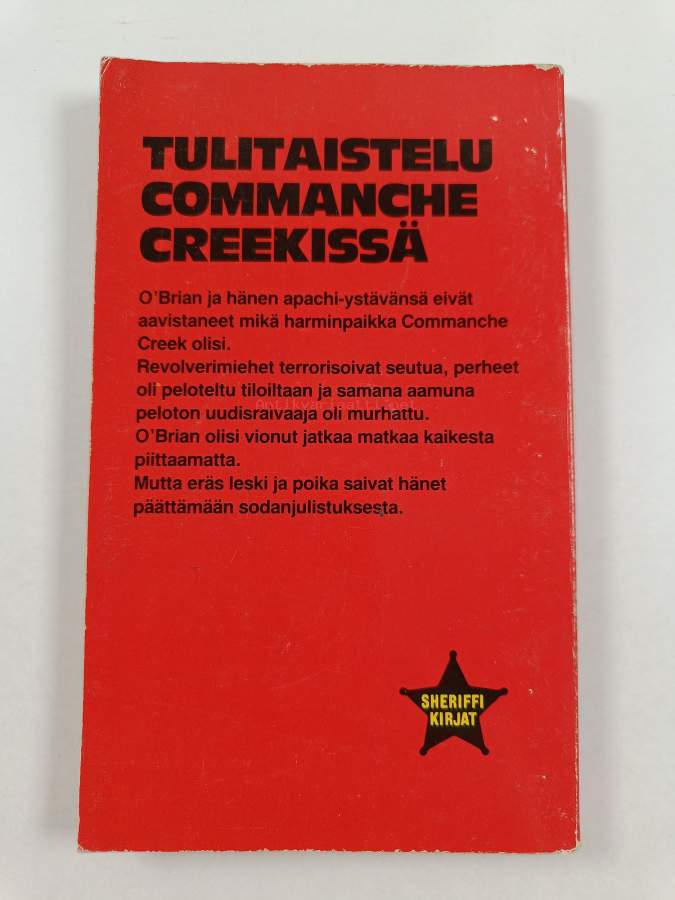 TULITAISTELU
COMMANCHE
CREEKISSÄ
O'Brian ja hänen apachi-ystävänsä eivät
aavistaneet mikä harminpaikka Commanche
Creek olisi.
Revolverimiehet terrorisoivat seutua, perheet
oli peloteltu tiloiltaan ja samana aamuna
Antikvariaatti.net
peloton uudisraivaaja oli murhattu.
O'Brian olisi vionut jatkaa matkaa kaikesta
piittaamatta.
Mutta eräs leski ja poika saivat hänet
päättämään sodanjulistuksesta.
SHERIFFI
KIRJAT